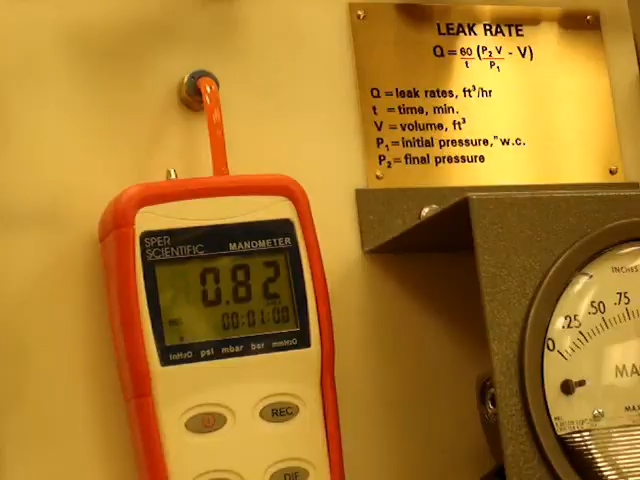 LEAK RATE
Q = 60/t (P2 V/P1 - V)
Q = leak rates, ft³/hr
t = time, min.
V = volume, ft³
P1 = initial pressure, "w.c.
P2 = final pressure
SPER
SCIENTIFIC
MANOMETER
0.82
00:01:00
InH2O psi mbar bar mmH2O
REC
DIF
INCHES
0 .25 .50 .75
MA